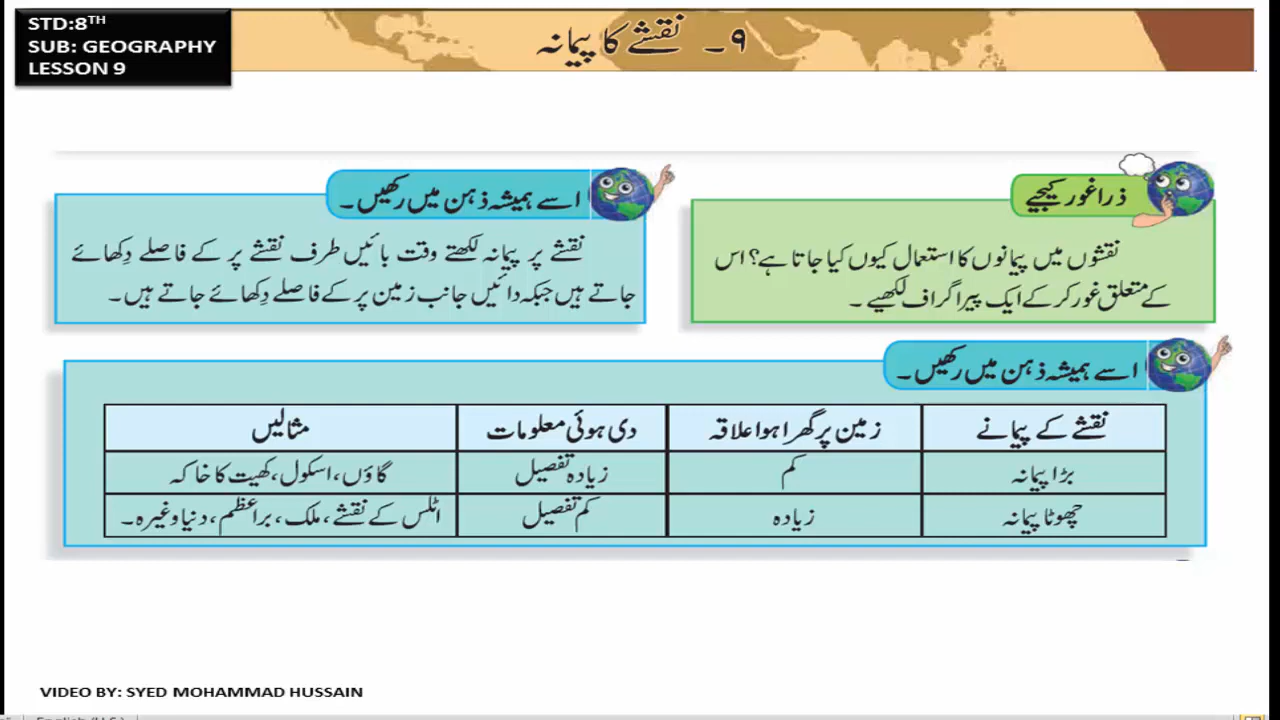 STD:8TH
SUB: GEOGRAPHY
LESSON 9
۹۔ نقشے کا پیمانہ
ذرا غور کیجیے
نقشوں میں پیمانوں کا استعمال کیوں کیا جاتا ہے؟ اس
کے متعلق غور کرکے ایک پیراگراف لکھیے۔
اسے ہمیشہ ذہن میں رکھیں۔
نقشے پر پیمانہ لکھتے وقت بائیں طرف نقشے پر کے فاصلے دِکھائے
جاتے ہیں جبکہ دائیں جانب زمین پر کے فاصلے دِکھائے جاتے ہیں۔
اسے ہمیشہ ذہن میں رکھیں۔
نقشے کے پیمانے زمین پر گھرا ہوا علاقہ دی ہوئی معلومات مثالیں
بڑا پیمانہ کم زیادہ تفصیل گاؤں، اسکول، کھیت کا خاکہ
چھوٹا پیمانہ زیادہ کم تفصیل اٹلس کے نقشے، ملک، براعظم، دنیا وغیرہ۔
VIDEO BY: SYED MOHAMMAD HUSSAIN